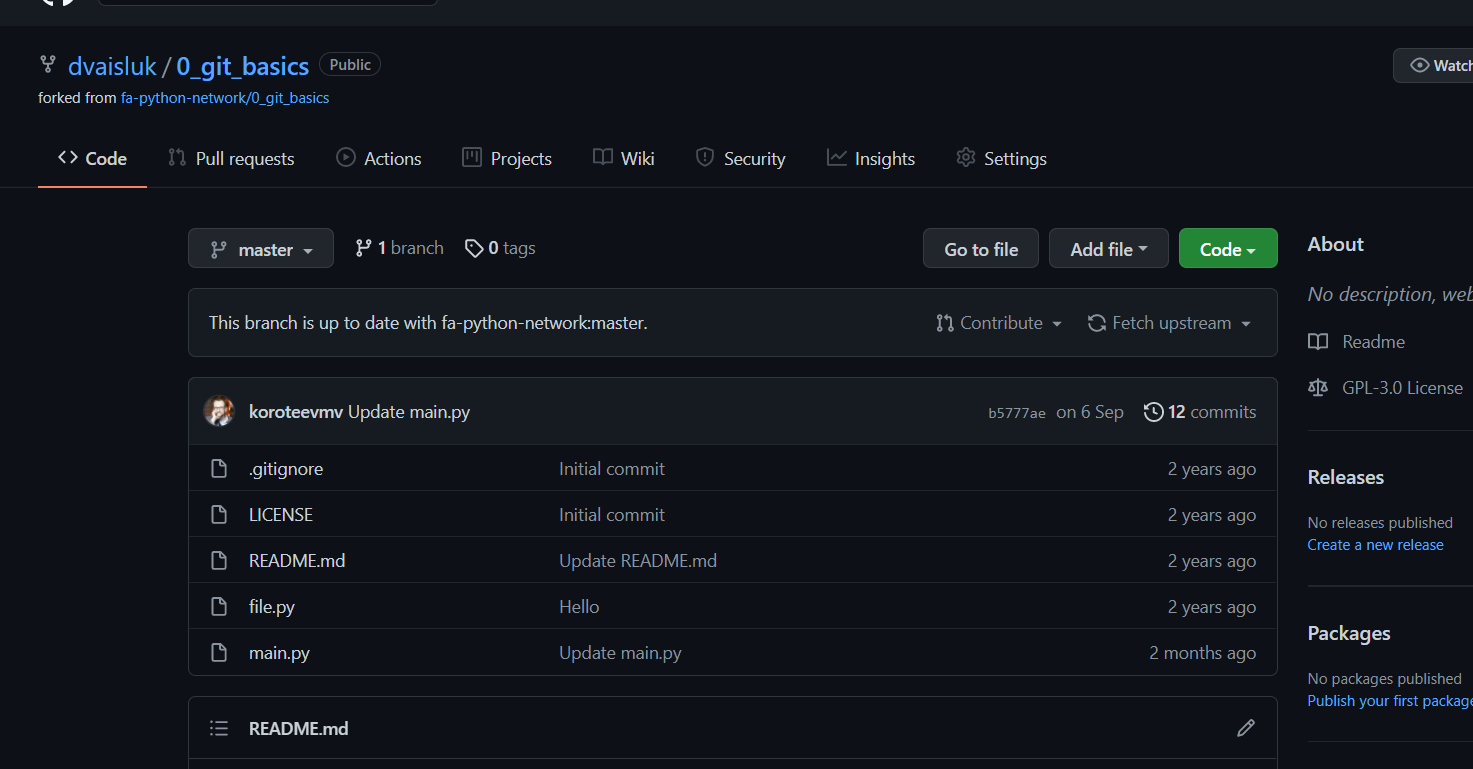 dvaisluk / 0_git_basics Public
Watch
forked from fa-python-network/0_git_basics
Code Pull requests Actions Projects Wiki Security Insights Settings
master 1 branch 0 tags Go to file Add file Code
This branch is up to date with fa-python-network:master. Contribute Fetch upstream
koroteevmv Update main.py b5777ae on 6 Sep 12 commits
.gitignore Initial commit 2 years ago
LICENSE Initial commit 2 years ago
README.md Update README.md 2 years ago
file.py Hello 2 years ago
main.py Update main.py 2 months ago
README.md
About
No description, web
Readme
GPL-3.0 License
Releases
No releases published
Create a new release
Packages
No packages published
Publish your first package